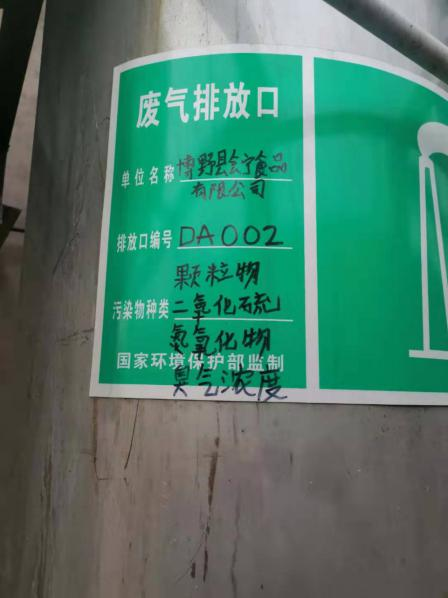 废气排放口
单位名称 博野县会宁食品
有限公司
排放口编号 DA002
颗粒物
污染物种类 二氧化硫
氮氧化物
国家环境保护部监制
臭气浓度